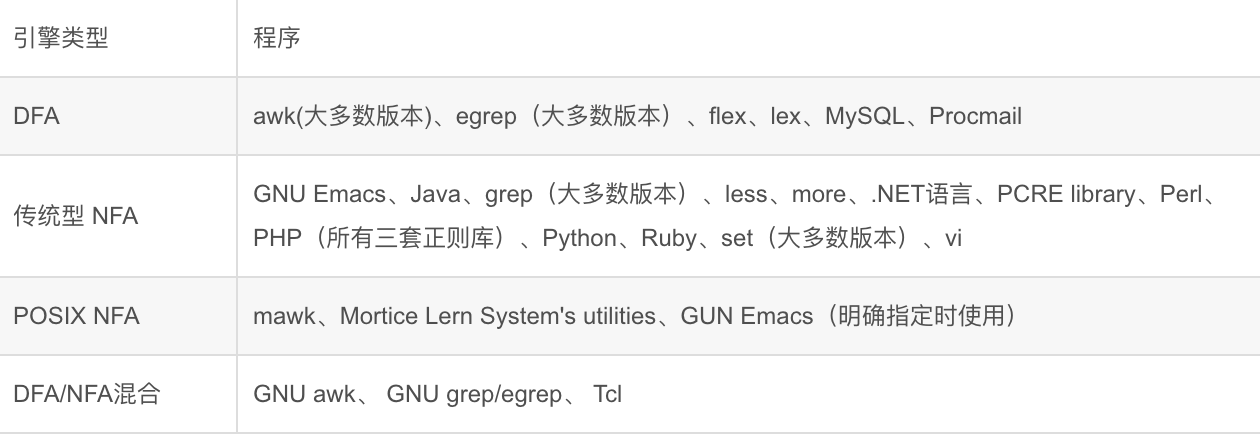 引擎类型 程序
DFA awk(大多数版本)、egrep（大多数版本）、flex、lex、MySQL、Procmail
传统型 NFA
GNU Emacs、Java、grep（大多数版本）、less、more、.NET语言、PCRE library、Perl、
PHP（所有三套正则库）、Python、Ruby、set（大多数版本）、vi
POSIX NFA mawk、Mortice Lern System's utilities、GUN Emacs（明确指定时使用）
DFA/NFA混合 GNU awk、 GNU grep/egrep、 Tcl